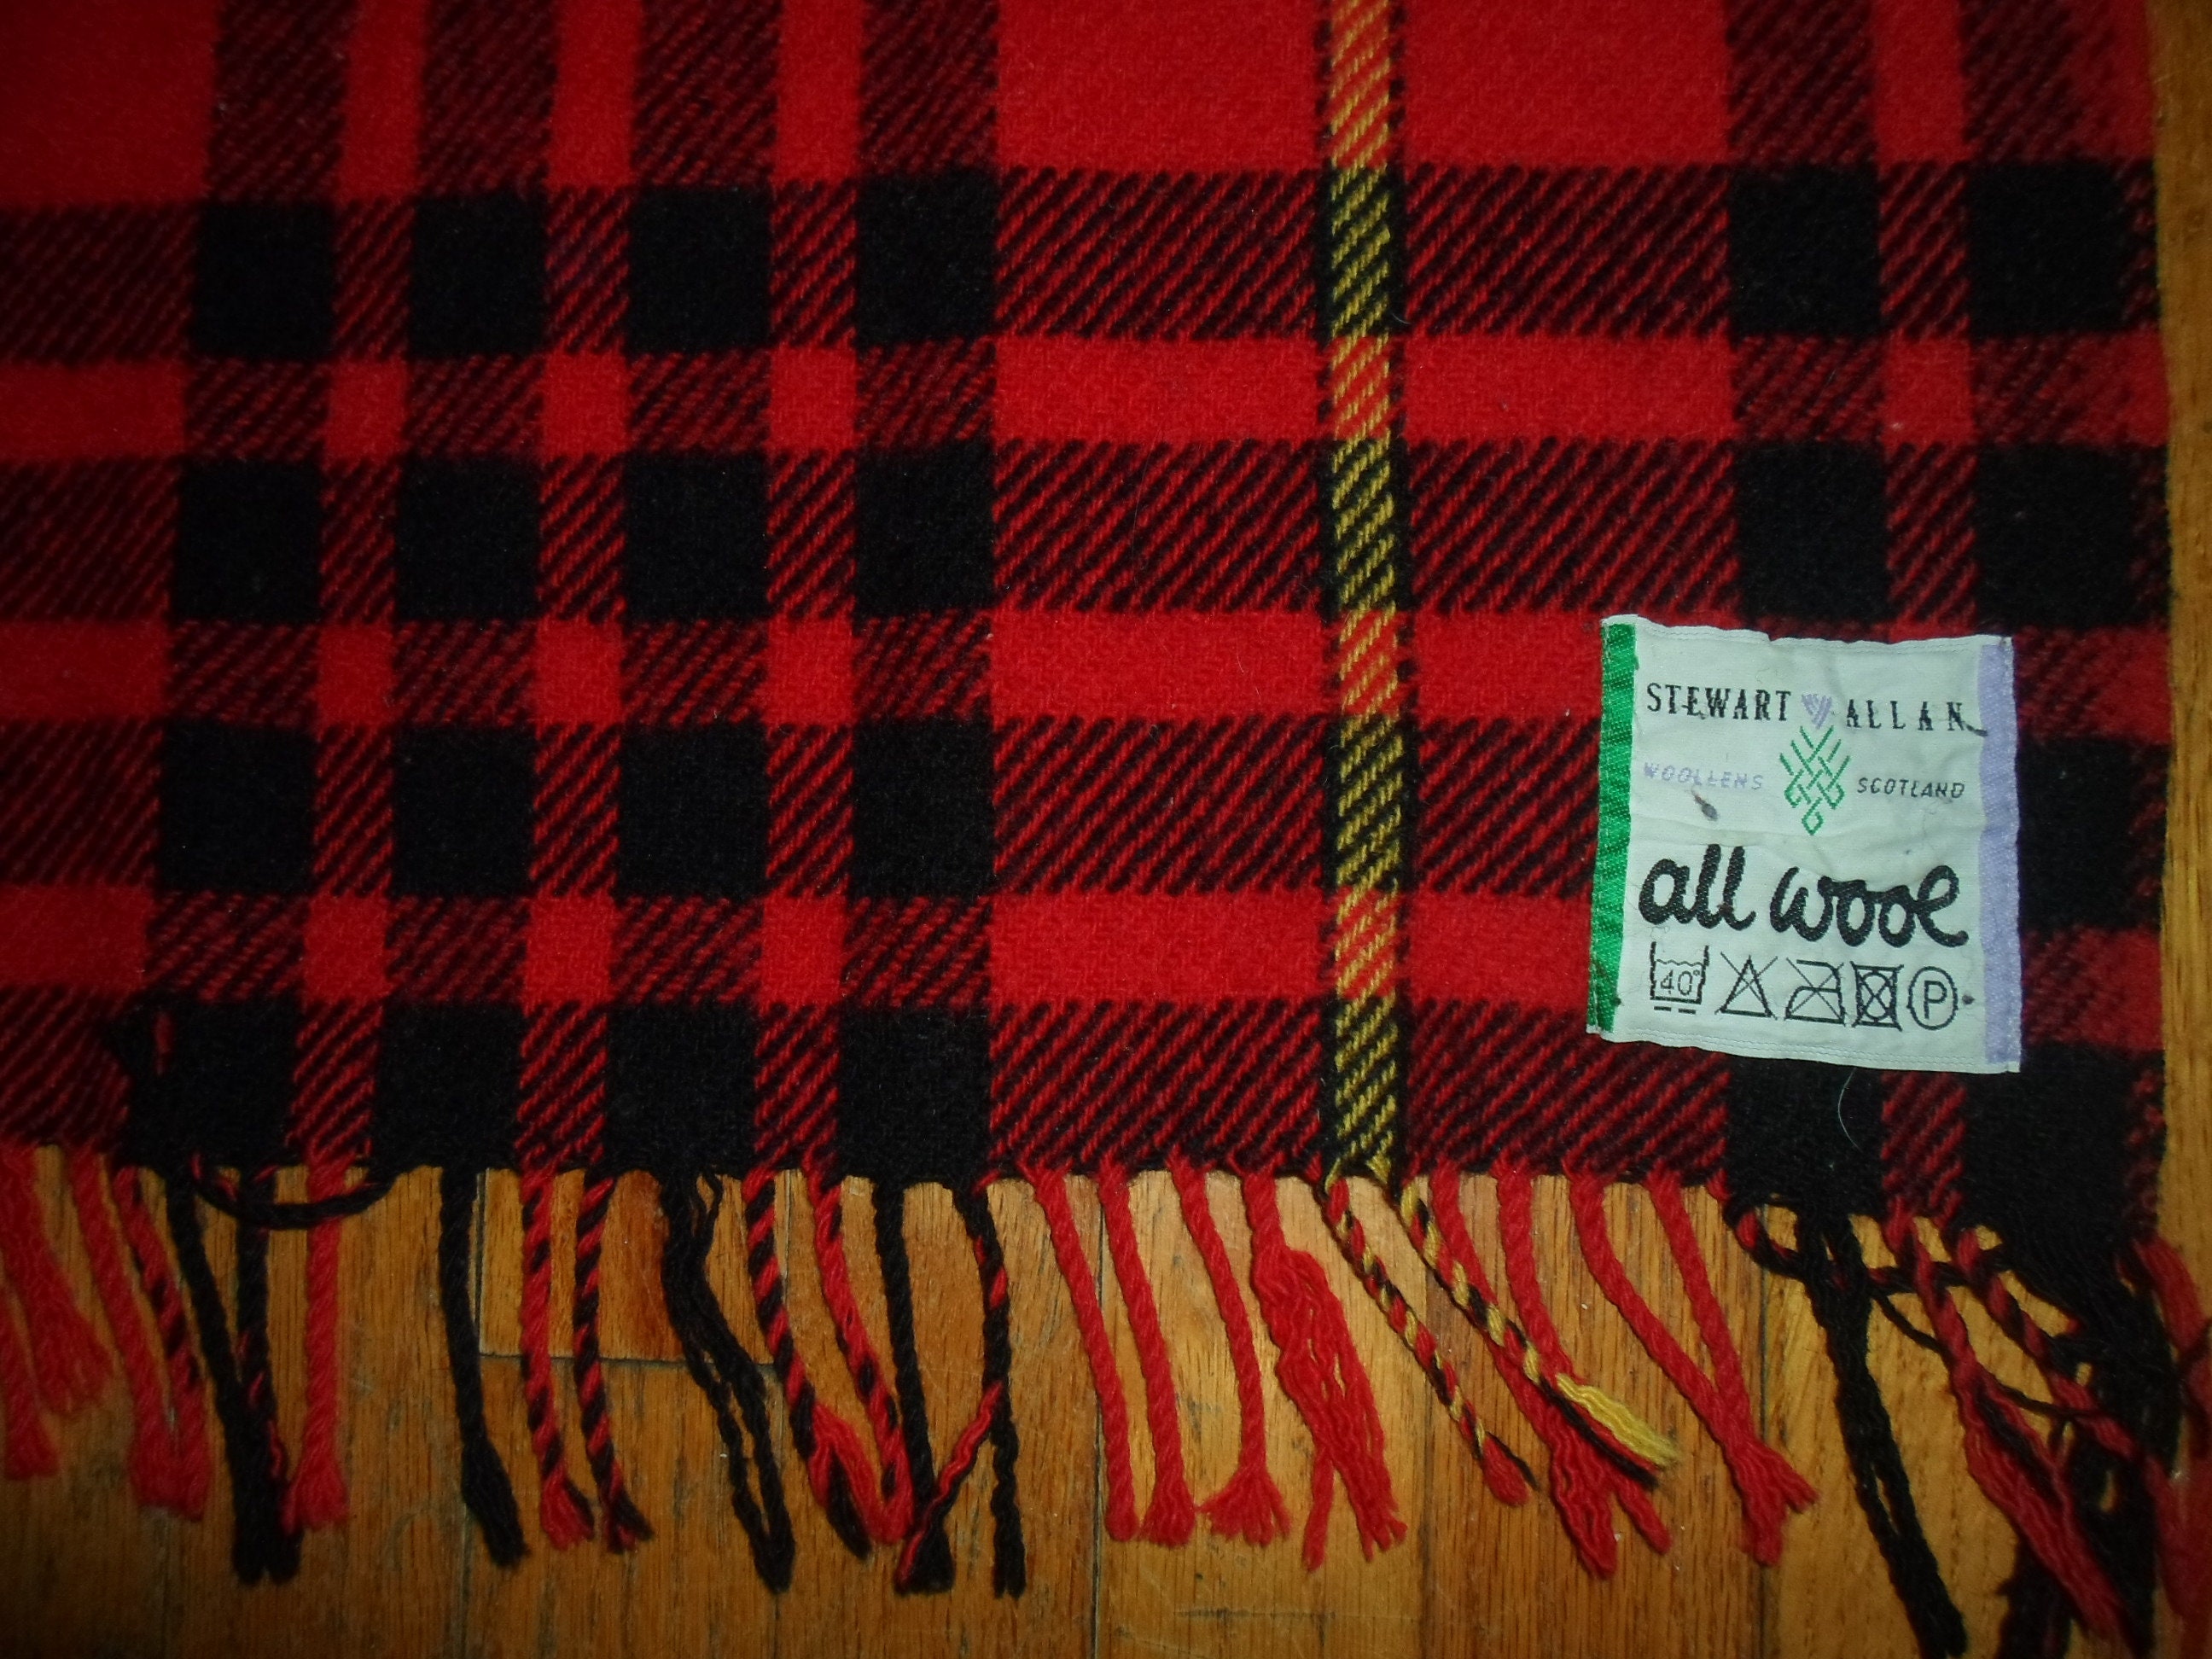 STEWART ALLAN
WOOLLENS SCOTLAND
all wool
40° P